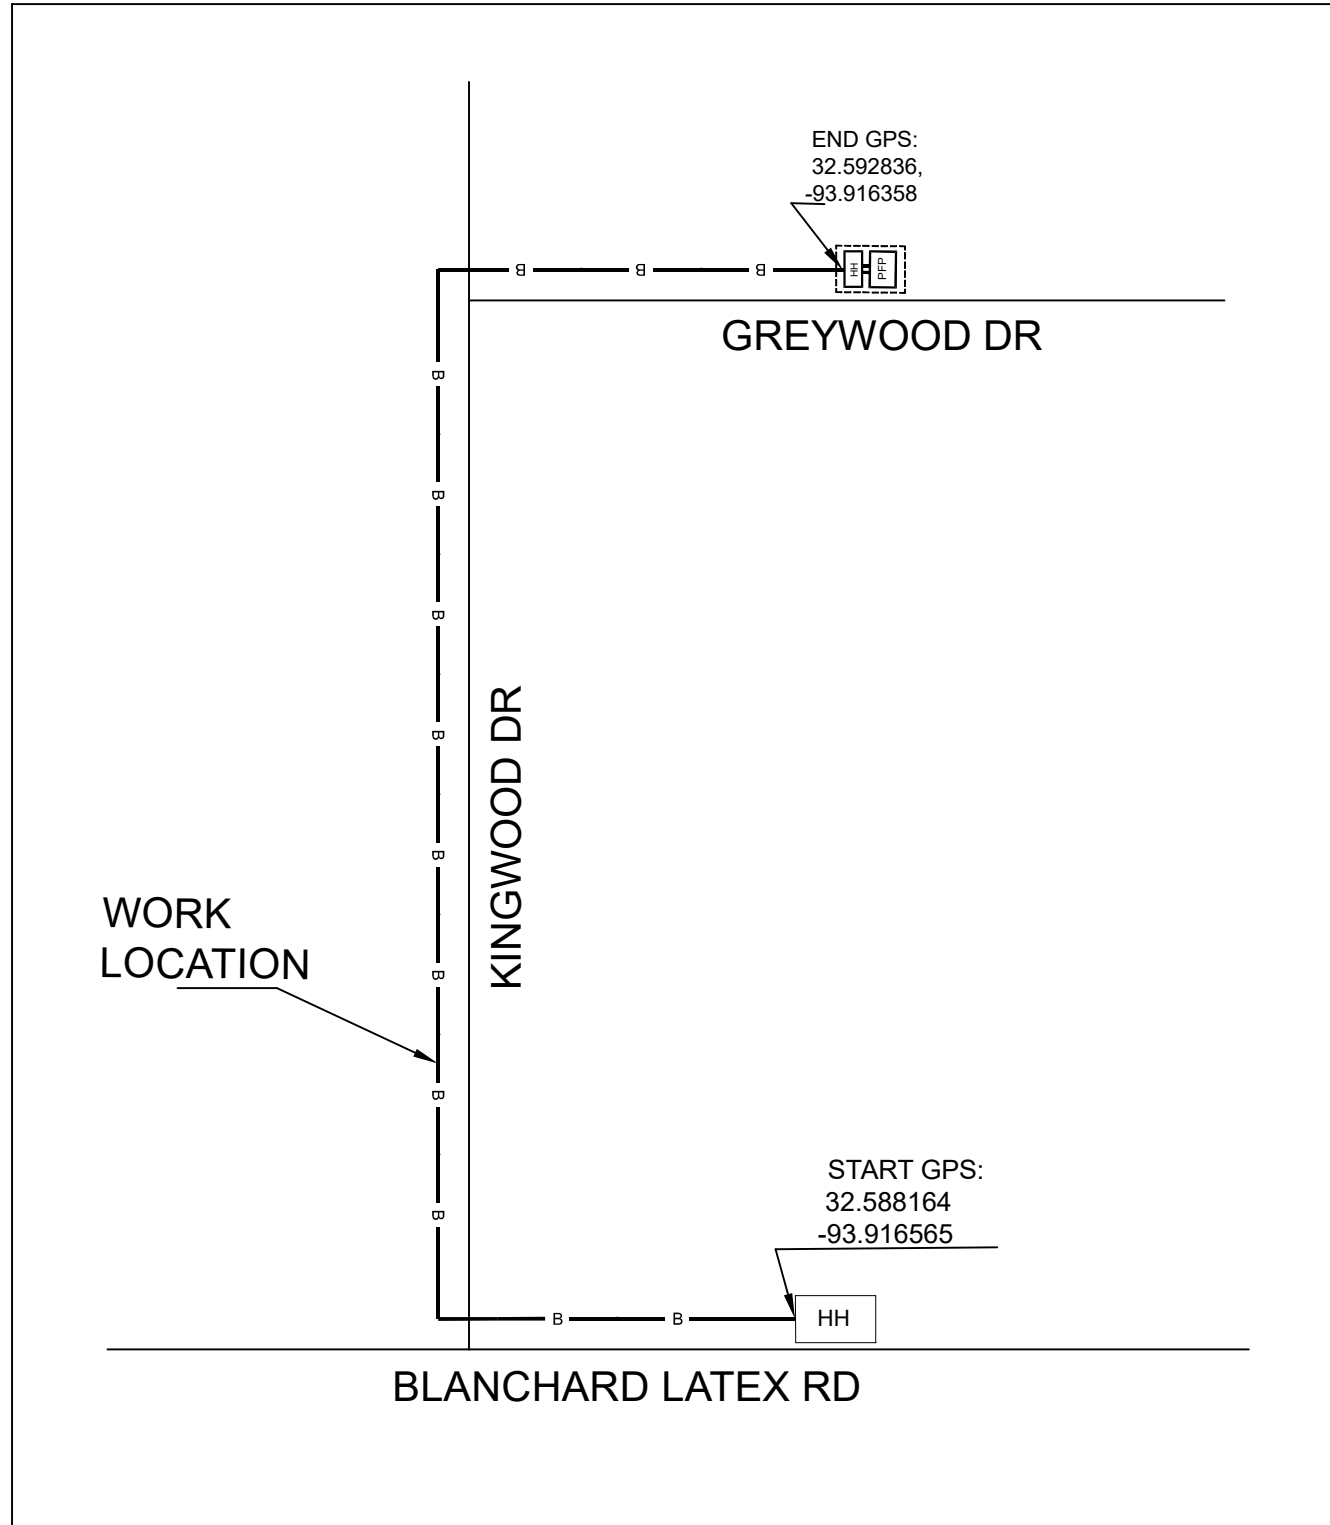 END GPS:
32.592836,
-93.916358
B B B
HH
PFP
GREYWOOD DR
B
B
B
B
KINGWOOD DR
B
WORK
LOCATION
B
B
START GPS:
32.588164
-93.916565
B
B B
HH
BLANCHARD LATEX RD